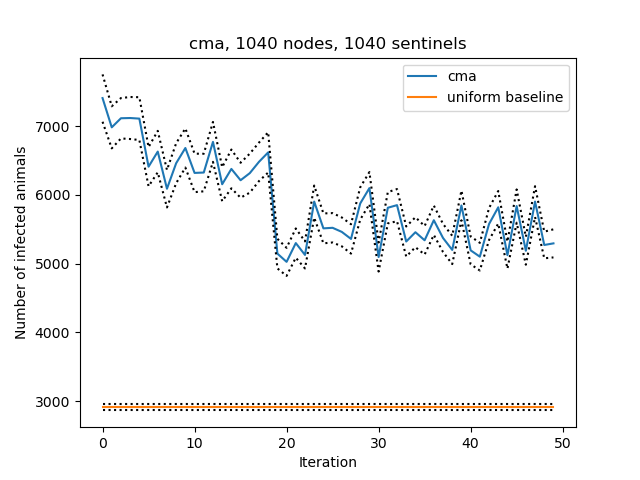 cma, 1040 nodes, 1040 sentinels
cma
uniform baseline
Number of infected animals
7000
6000
5000
4000
3000
0
10
20
30
40
50
Iteration